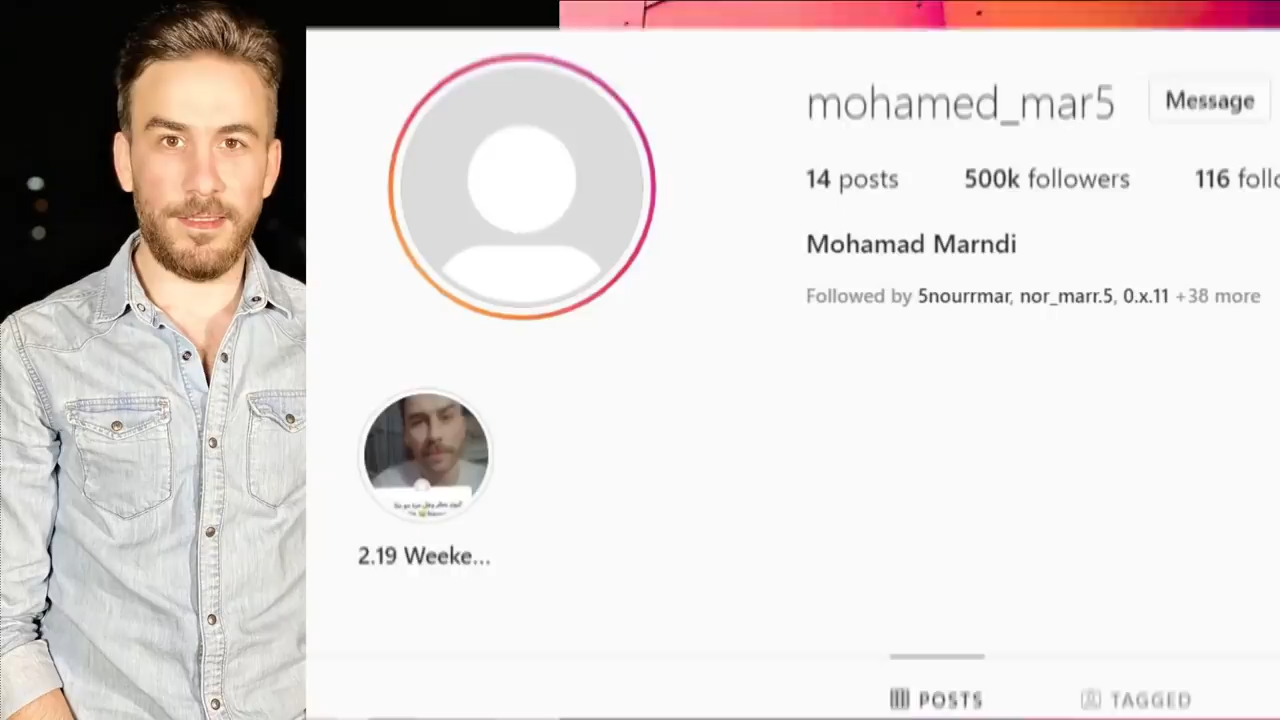 mohamed_mar5 Message
14 posts 500k followers 116 follo
Mohamad Marndi
Followed by 5nourrmar, nor_marr.5, 0.x.11 +38 more
2.19 Weeke...
POSTS TAGGED